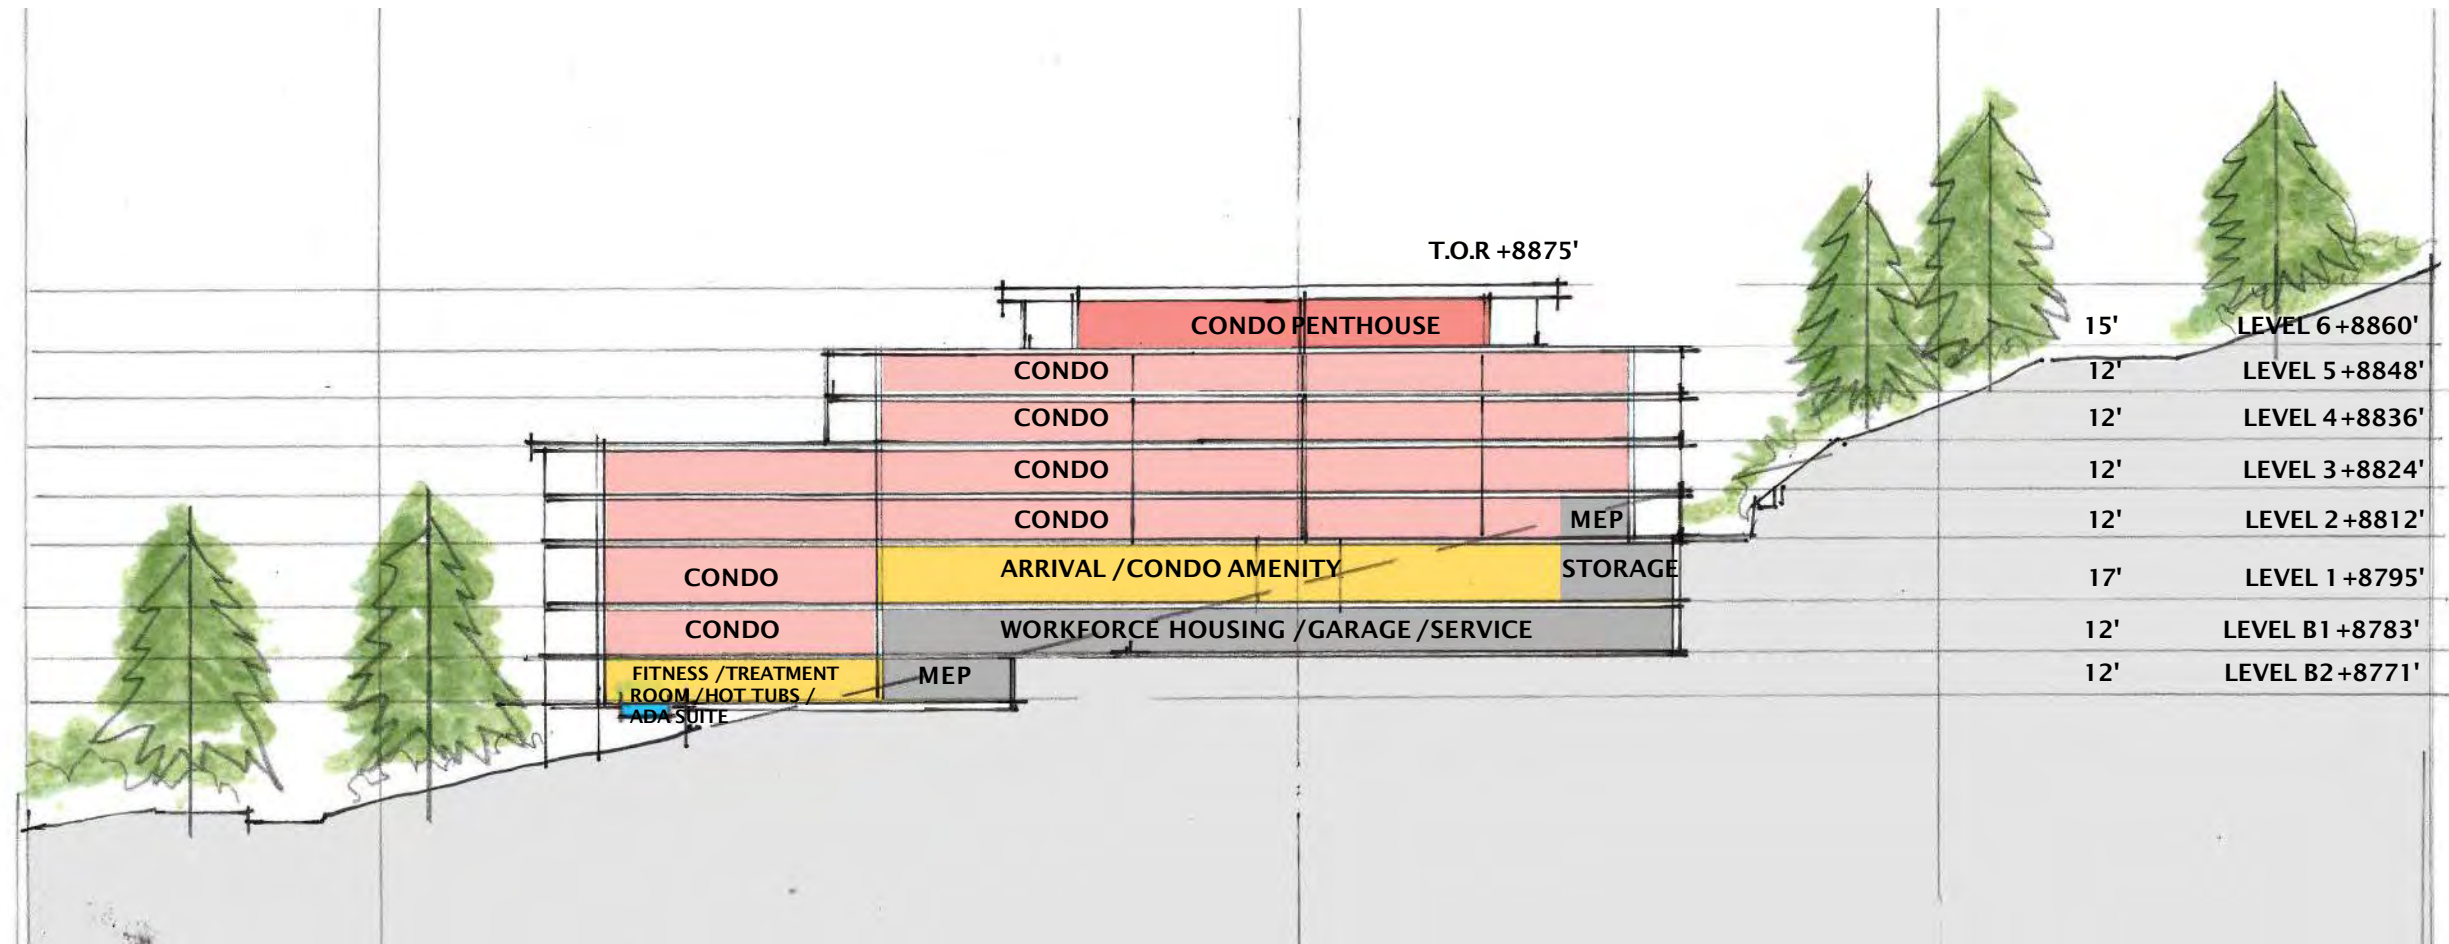 T.O.R +8875'
CONDO PENTHOUSE 15' LEVEL 6 +8860'
CONDO 12' LEVEL 5 +8848'
CONDO 12' LEVEL 4 +8836'
CONDO 12' LEVEL 3 +8824'
CONDO MEP 12' LEVEL 2 +8812'
CONDO ARRIVAL / CONDO AMENITY STORAGE 17' LEVEL 1 +8795'
CONDO WORKFORCE HOUSING / GARAGE / SERVICE 12' LEVEL B1 +8783'
FITNESS / TREATMENT MEP 12' LEVEL B2 +8771'
ROOM / HOT TUBS /
ADA SUITE